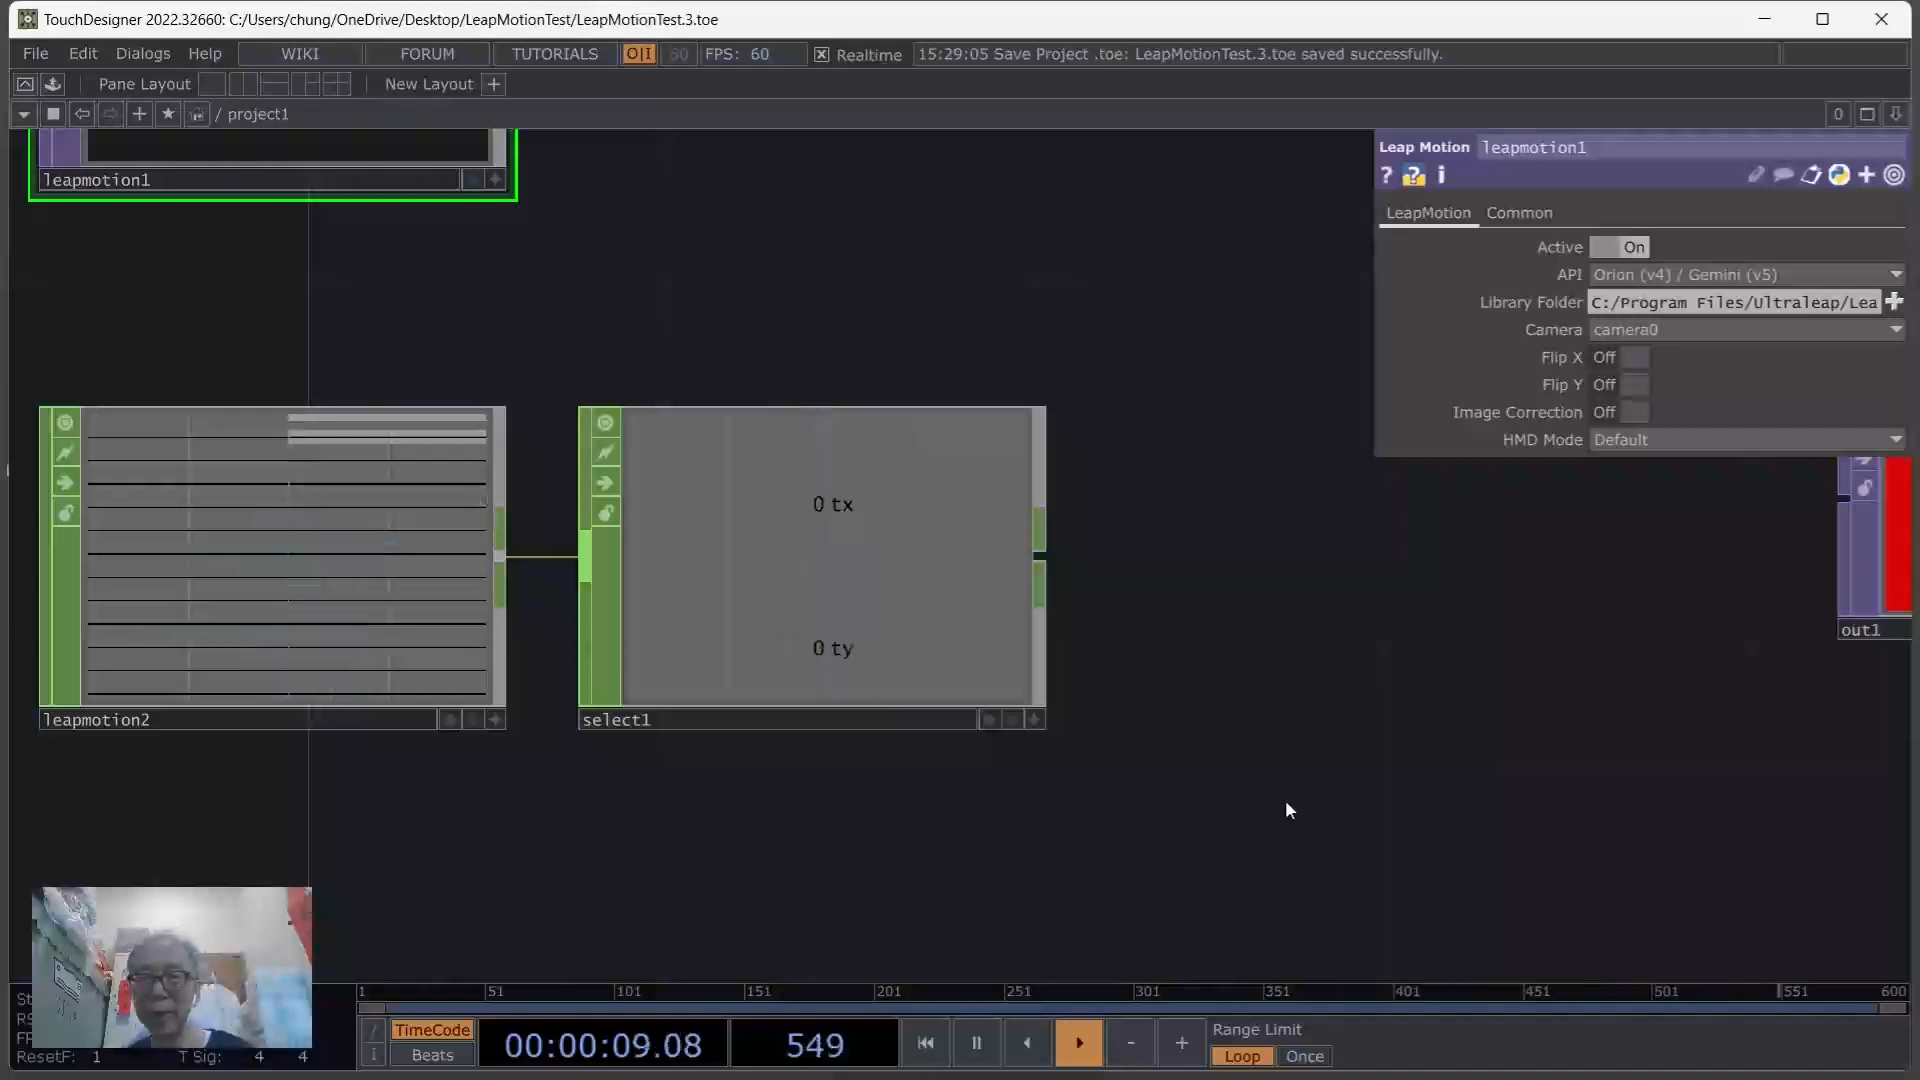 TouchDesigner 2022.32660: C:/Users/chung/OneDrive/Desktop/LeapMotionTest/LeapMotionTest.3.toe
File Edit Dialogs Help WIKI FORUM TUTORIALS O|I 60 FPS: 60 Realtime 15:29:05 Save Project .toe: LeapMotionTest.3.toe saved successfully.
Pane Layout New Layout +
/ project1 0
Leap Motion leapmotion1
leapmotion1
LeapMotion Common
Active On
API Orion (v4) / Gemini (v5)
Library Folder C:/Program Files/Ultraleap/Lea
Camera camera0
Flip X Off
Flip Y Off
Image Correction Off
HMD Mode Default
0 tx
0 ty
out1
leapmotion2
select1
1 51 101 151 201 251 301 351 401 451 501 551 600
TimeCode
Beats
00:00:09.08
549
Range Limit
Loop Once
ResetF: 1 T Sig: 4 4